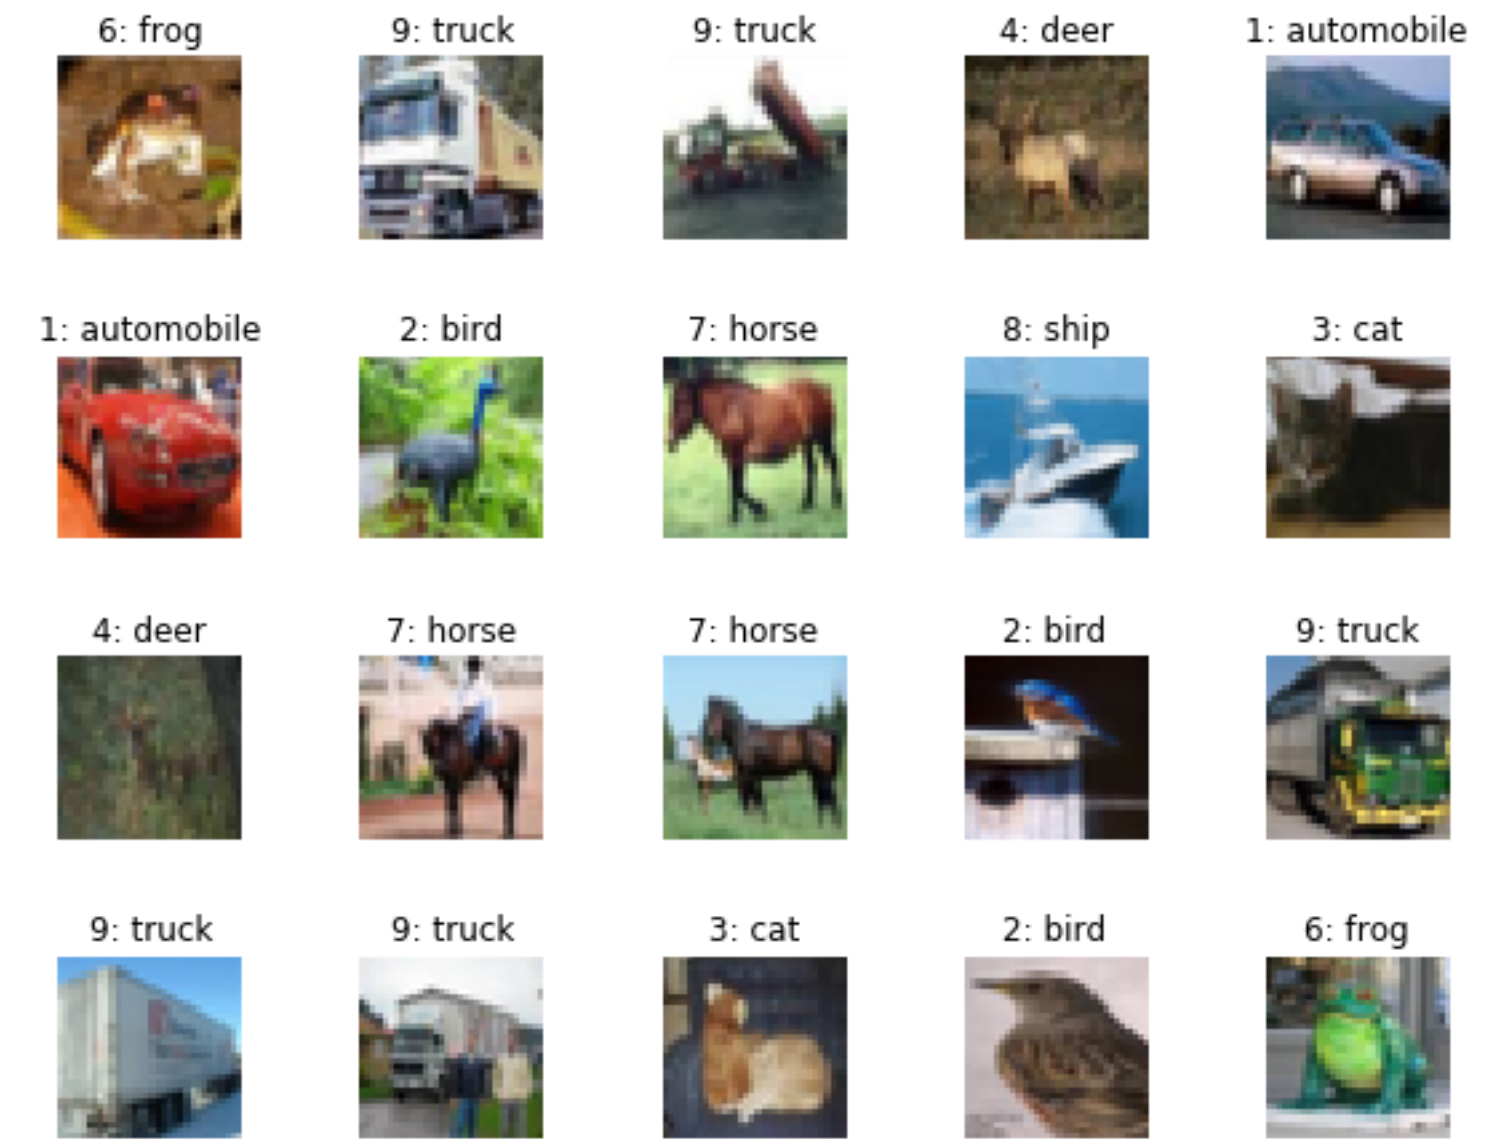 6: frog 9: truck 9: truck 4: deer 1: automobile
1: automobile 2: bird 7: horse 8: ship 3: cat
4: deer 7: horse 7: horse 2: bird 9: truck
9: truck 9: truck 3: cat 2: bird 6: frog